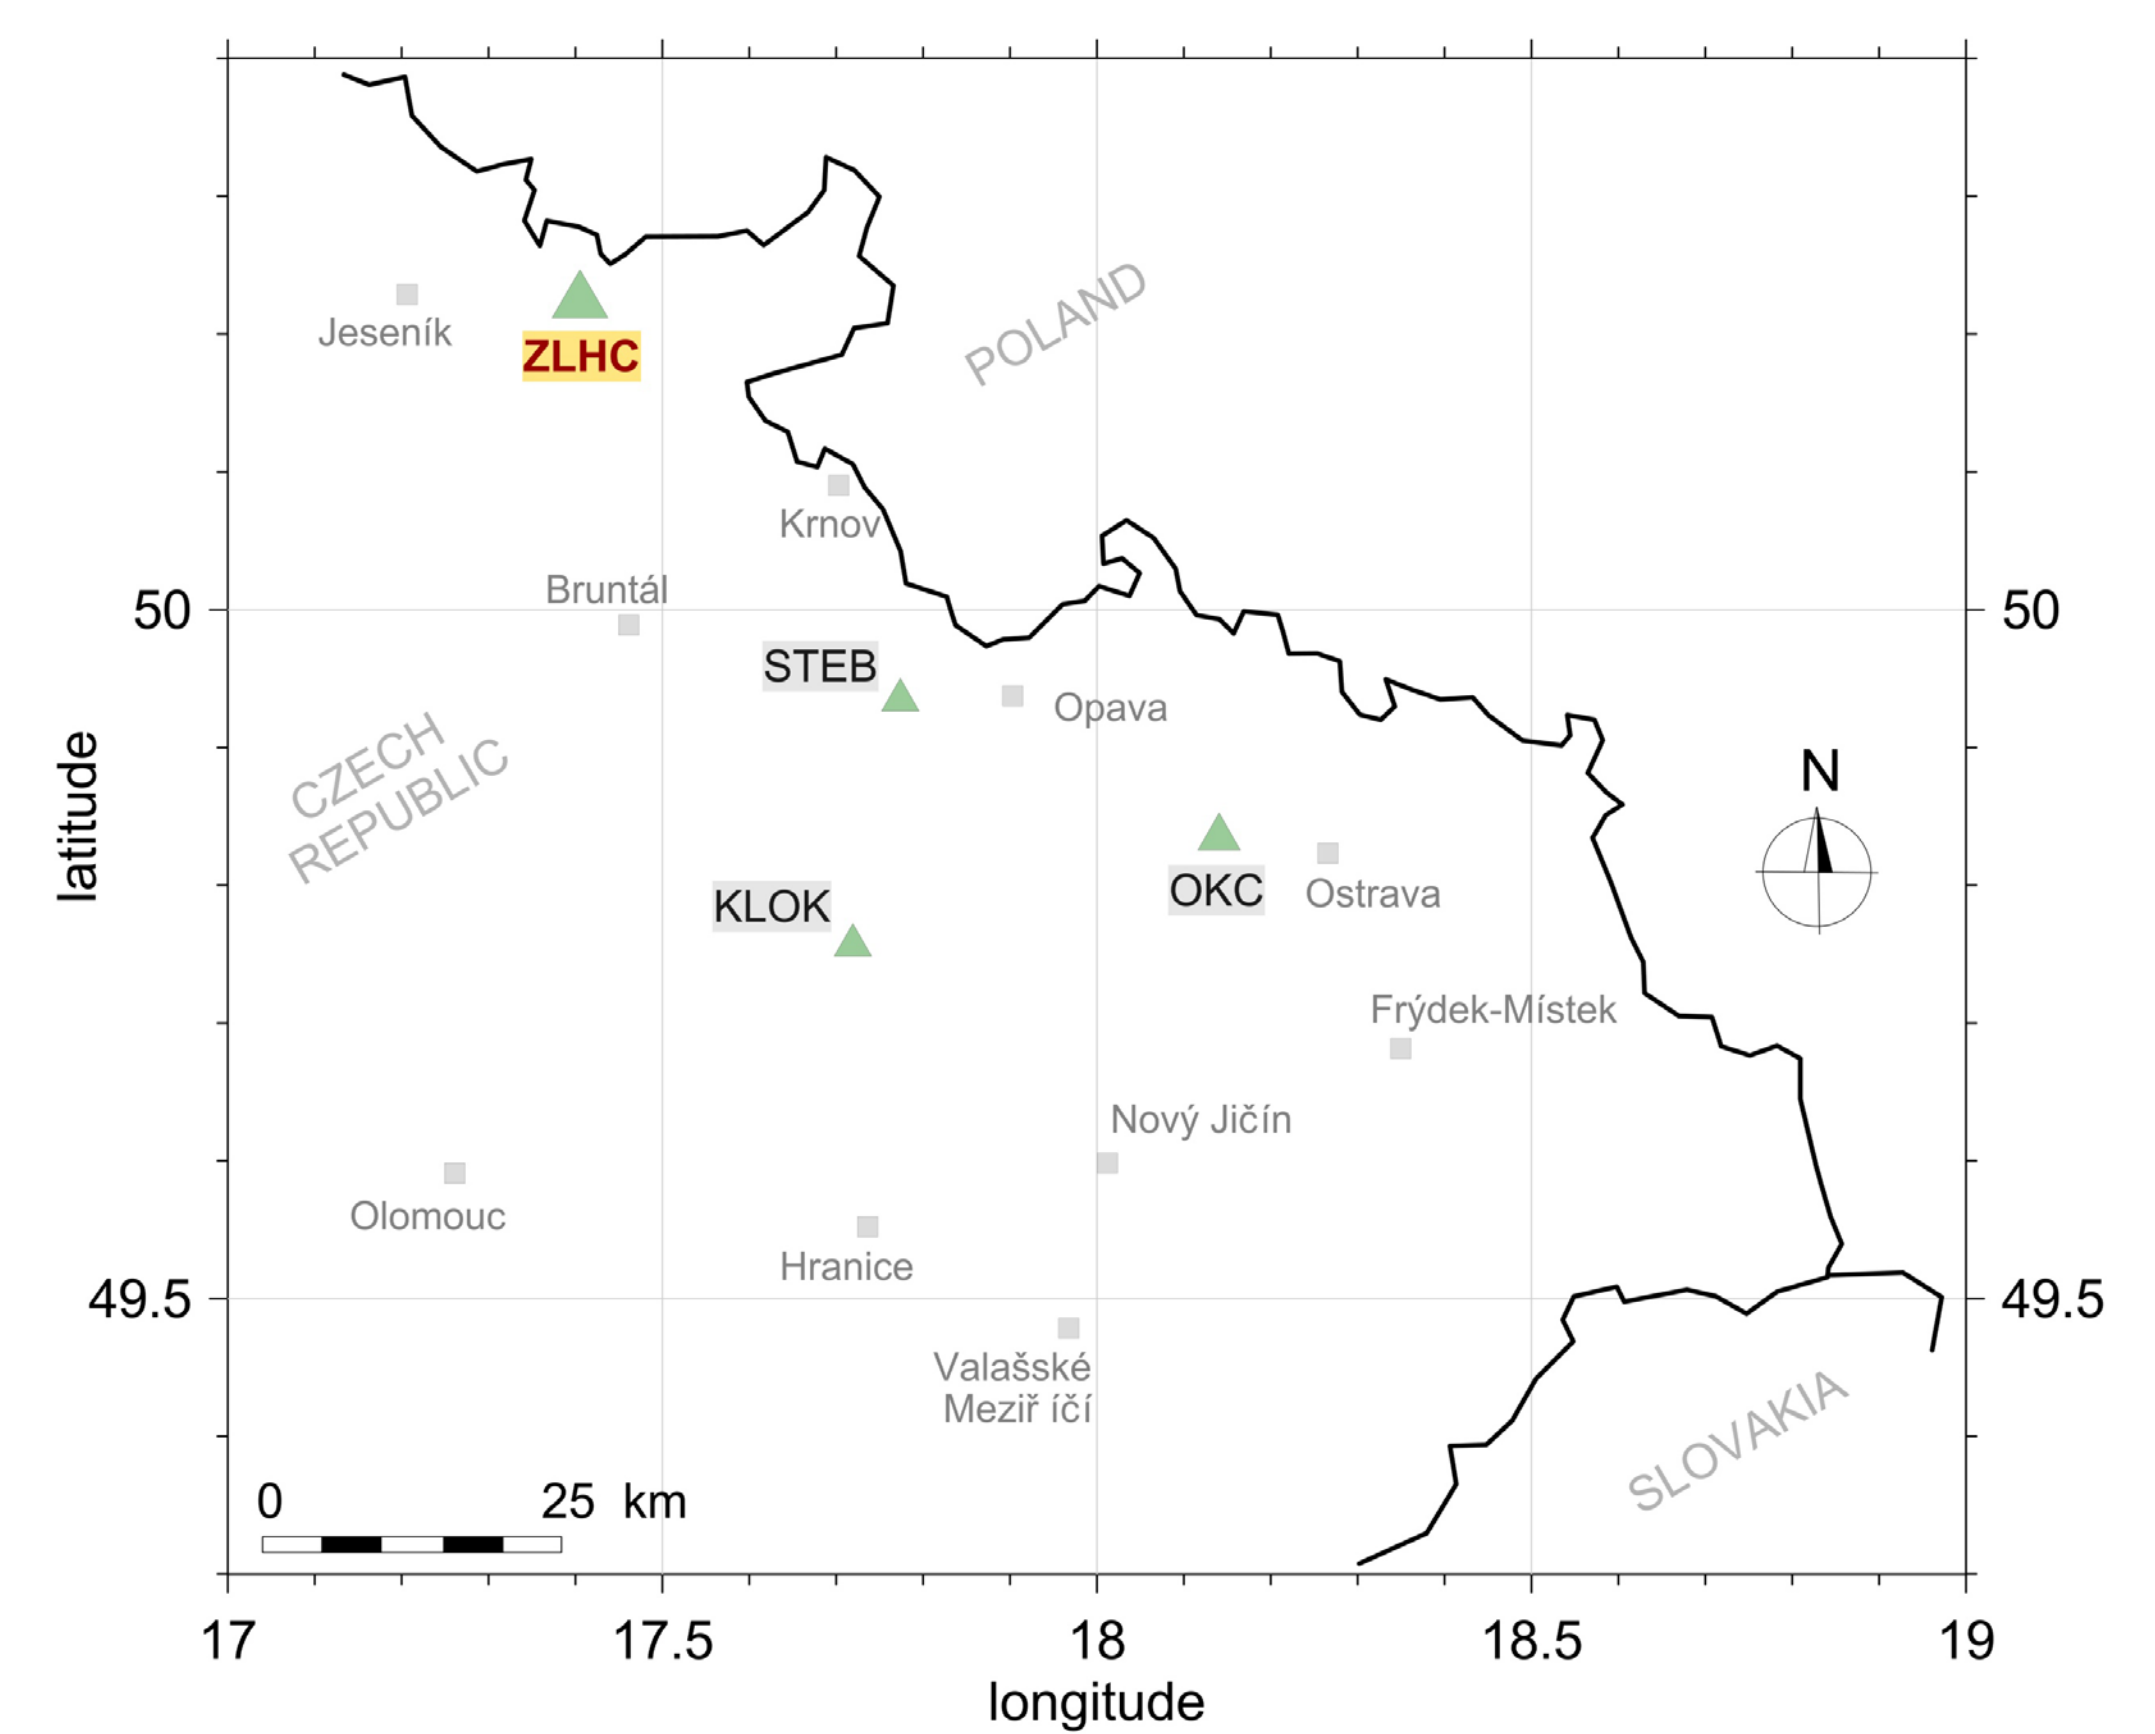 POLAND
Jeseník
ZLHC
Krnov
Bruntál
50
50
STEB
Opava
CZECH
REPUBLIC
N
latitude
KLOK
OKC
Ostrava
Frýdek-Místek
Nový Jičín
Olomouc
Hranice
49.5
49.5
Valašské
Meziř íčí
SLOVAKIA
0 25 km
17 17.5 18 18.5 19
longitude